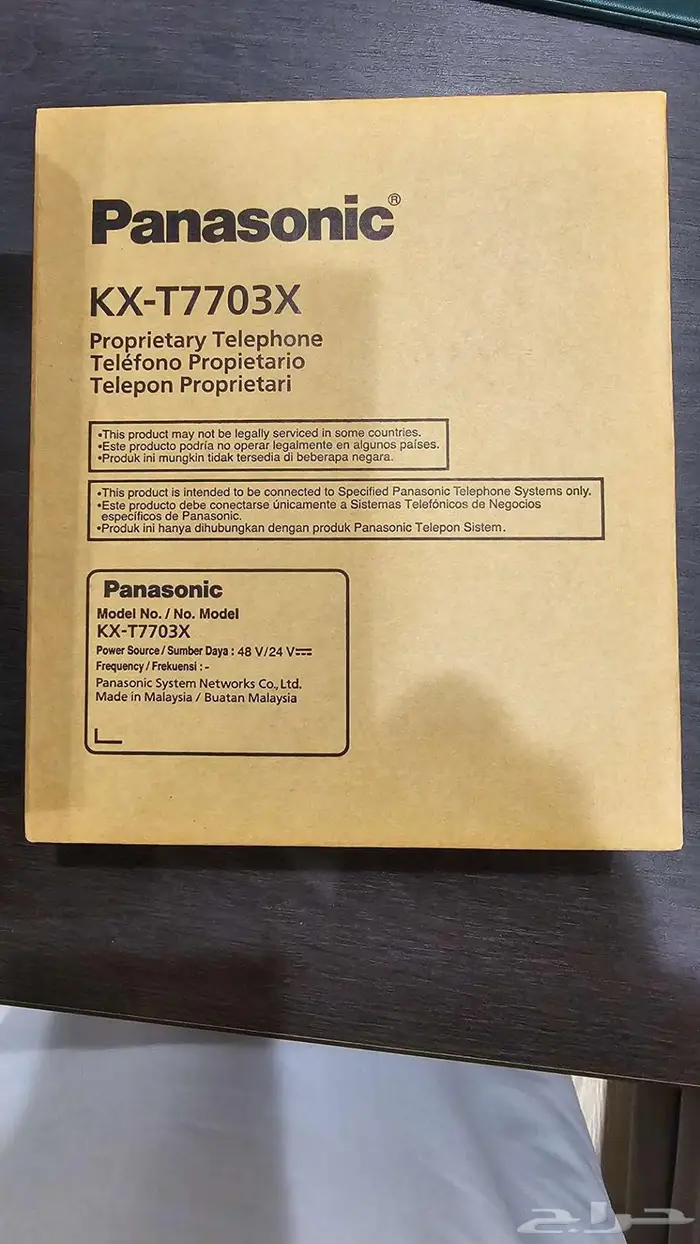 Panasonic®
KX-T7703X
Proprietary Telephone
Teléfono Propietario
Telepon Proprietari
•This product may not be legally serviced in some countries.
•Este producto podría no operar legalmente en algunos países.
•Produk ini mungkin tidak tersedia di beberapa negara.
•This product is intended to be connected to Specified Panasonic Telephone Systems only.
•Este producto debe conectarse únicamente a Sistemas Telefónicos de Negocios
específicos de Panasonic.
•Produk ini hanya dihubungkan dengan produk Panasonic Telepon Sistem.
Panasonic
Model No. / No. Model
KX-T7703X
Power Source / Sumber Daya : 48 V/24 V⎓
Frequency / Frekuensi : -
Panasonic System Networks Co., Ltd.
Made in Malaysia / Buatan Malaysia
حراج